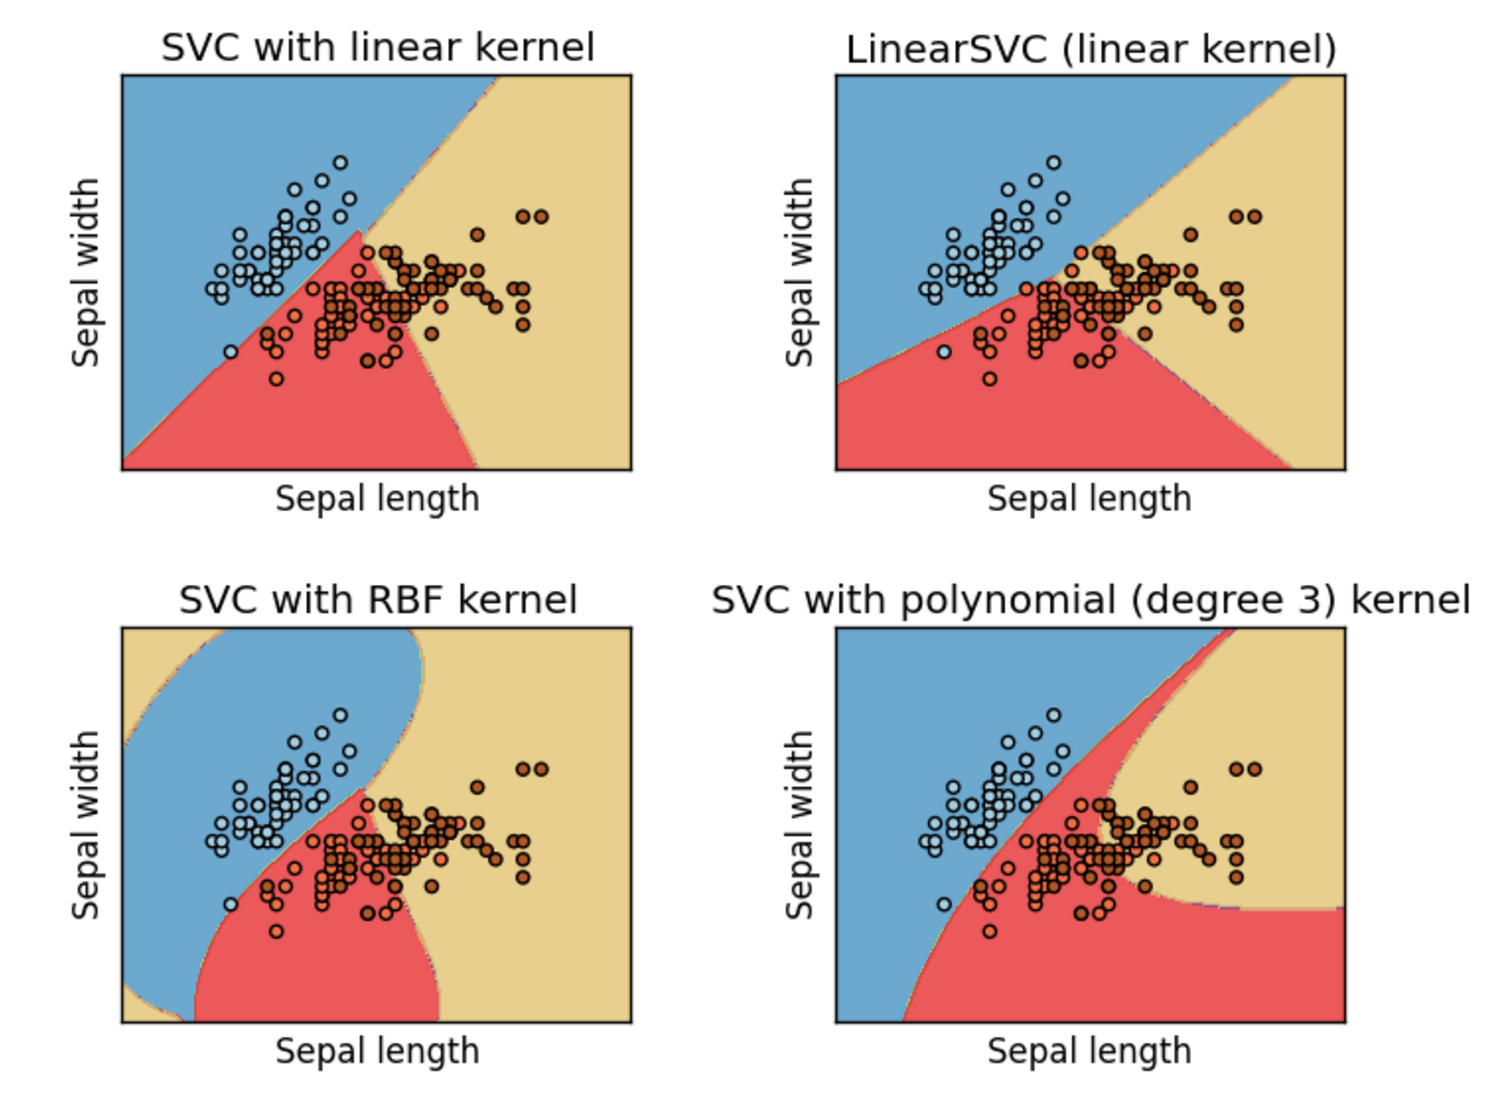 SVC with linear kernel
LinearSVC (linear kernel)
Sepal width
Sepal width
Sepal length
Sepal length
SVC with RBF kernel
SVC with polynomial (degree 3) kernel
Sepal width
Sepal width
Sepal length
Sepal length